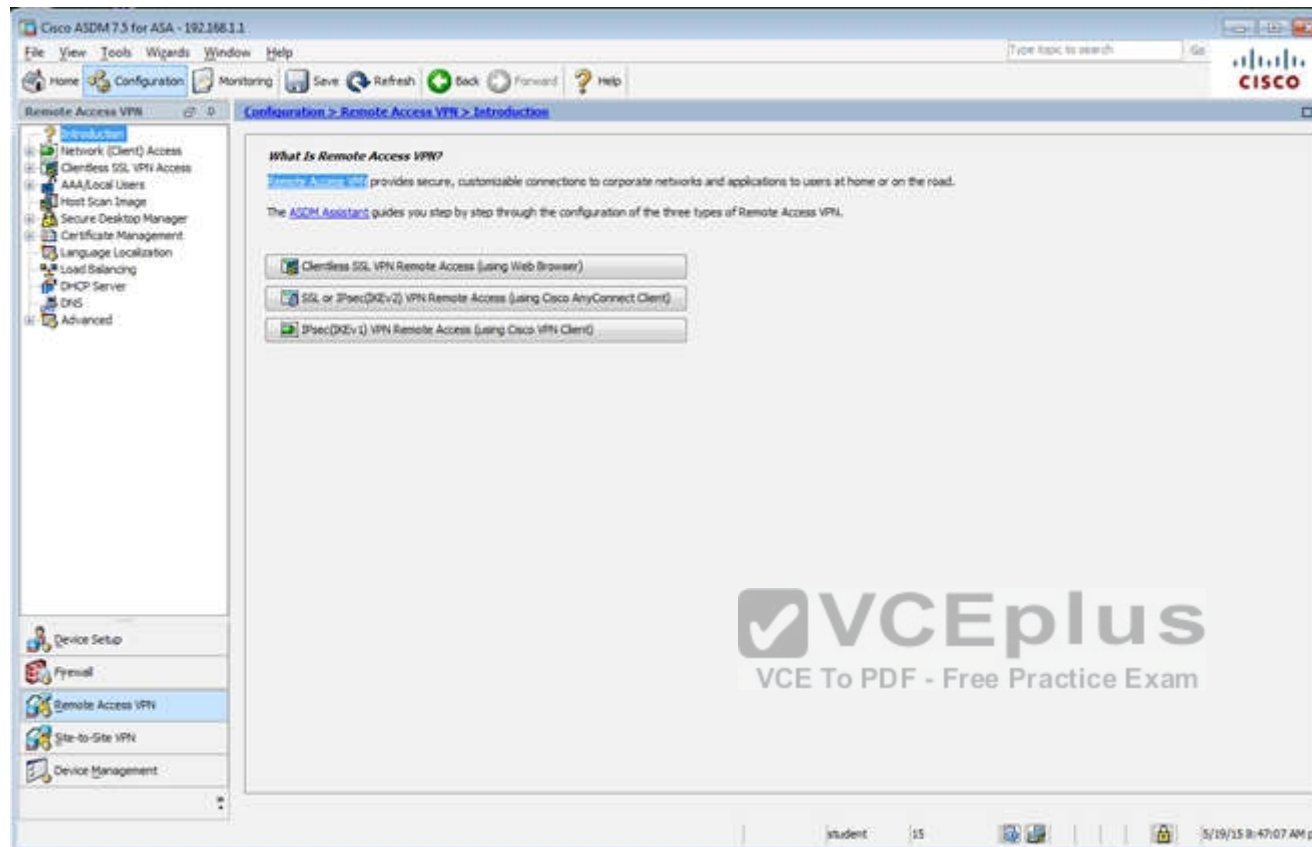 Cisco ASDM 7.5 for ASA - 192.168.1.1
File View Tools Wizards Window Help
Type topic to search Go
Home Configuration Monitoring Save Refresh Back Forward Help
CISCO
Remote Access VPN
Configuration > Remote Access VPN > Introduction
Introduction
Network (Client) Access
Clientless SSL VPN Access
AAA/Local Users
Host Scan Image
Secure Desktop Manager
Certificate Management
Language Localization
Load Balancing
DHCP Server
DNS
Advanced
What Is Remote Access VPN?
Remote Access VPN provides secure, customizable connections to corporate networks and applications to users at home or on the road.
The ASDM Assistant guides you step by step through the configuration of the three types of Remote Access VPN.
Clientless SSL VPN Remote Access (using Web Browser)
SSL or IPsec(IKEv2) VPN Remote Access (using Cisco AnyConnect Client)
IPsec(IKEv1) VPN Remote Access (using Cisco VPN Client)
Device Setup
Firewall
Remote Access VPN
Site-to-Site VPN
Device Management
VCEplus
VCE To PDF - Free Practice Exam
student 15 5/19/15 8:47:07 AM p